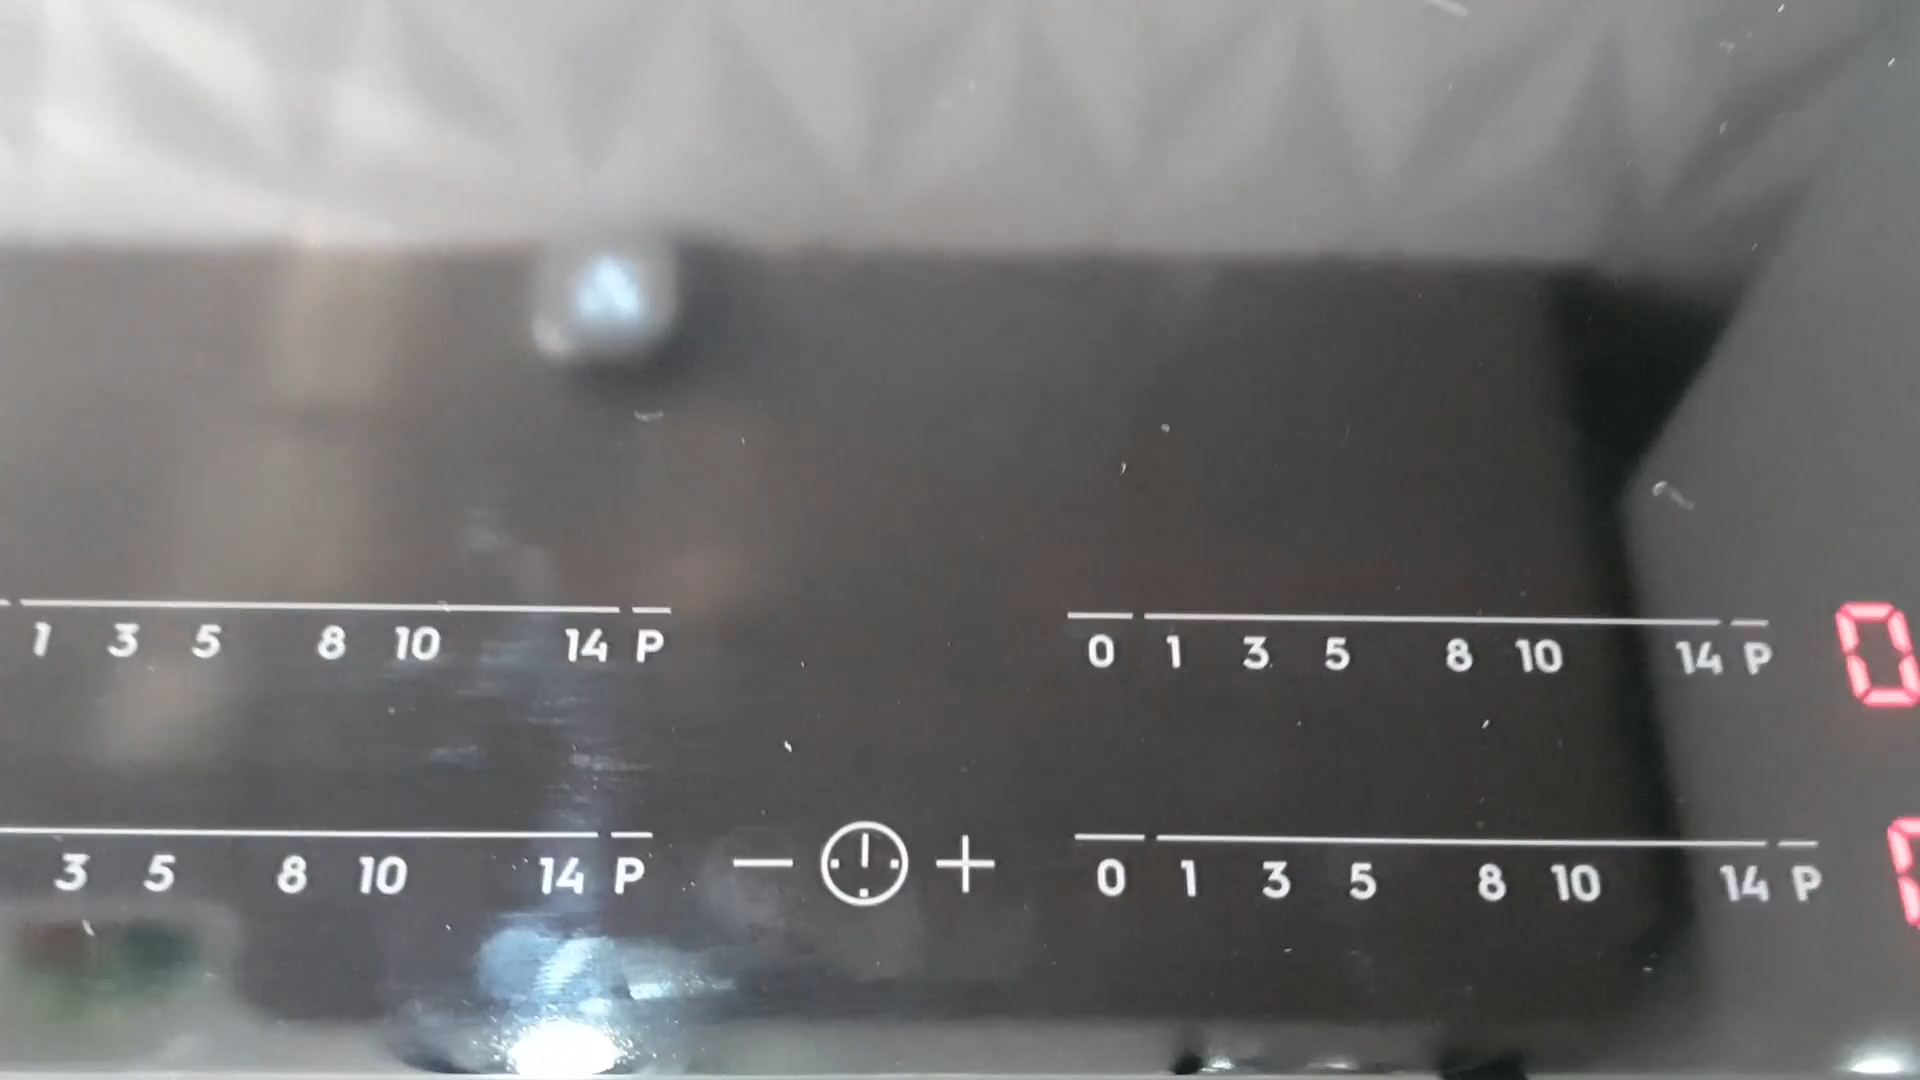 1 3 5 8 10 14 P
0 1 3 5 8 10 14 P 0
3 5 8 10 14 P
− + 0 1 3 5 8 10 14 P